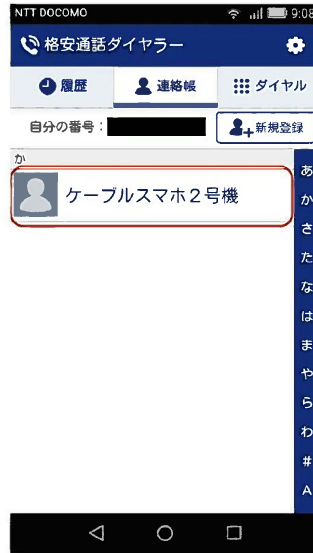 NTT DOCOMO 9:08
格安通話ダイヤラー
履歴 連絡帳 ダイヤル
自分の番号： 新規登録
か
ケーブルスマホ２号機
あ
か
さ
た
な
は
ま
や
ら
わ
#
A